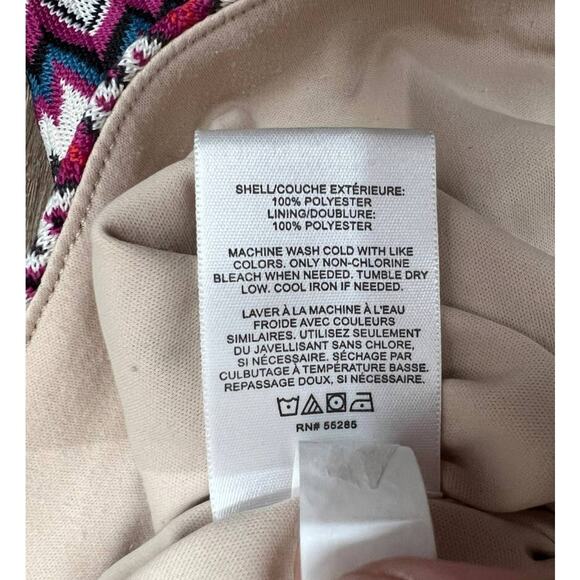 SHELL/COUCHE EXTÉRIEURE:
100% POLYESTER
LINING/DOUBLURE:
100% POLYESTER
MACHINE WASH COLD WITH LIKE
COLORS. ONLY NON-CHLORINE
BLEACH WHEN NEEDED. TUMBLE DRY
LOW. COOL IRON IF NEEDED.
LAVER À LA MACHINE À L'EAU
FROIDE AVEC COULEURS
SIMILAIRES. UTILISEZ SEULEMENT
DU JAVELLISANT SANS CHLORE,
SI NÉCESSAIRE. SÉCHAGE PAR
CULBUTAGE À TEMPÉRATURE BASSE.
REPASSAGE DOUX, SI NÉCESSAIRE.
RN# 55285